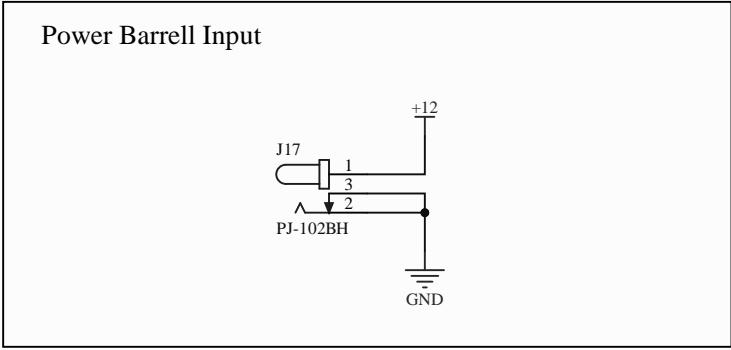 Power Barrell Input
+12
J17
1
3
2
PJ-102BH
GND